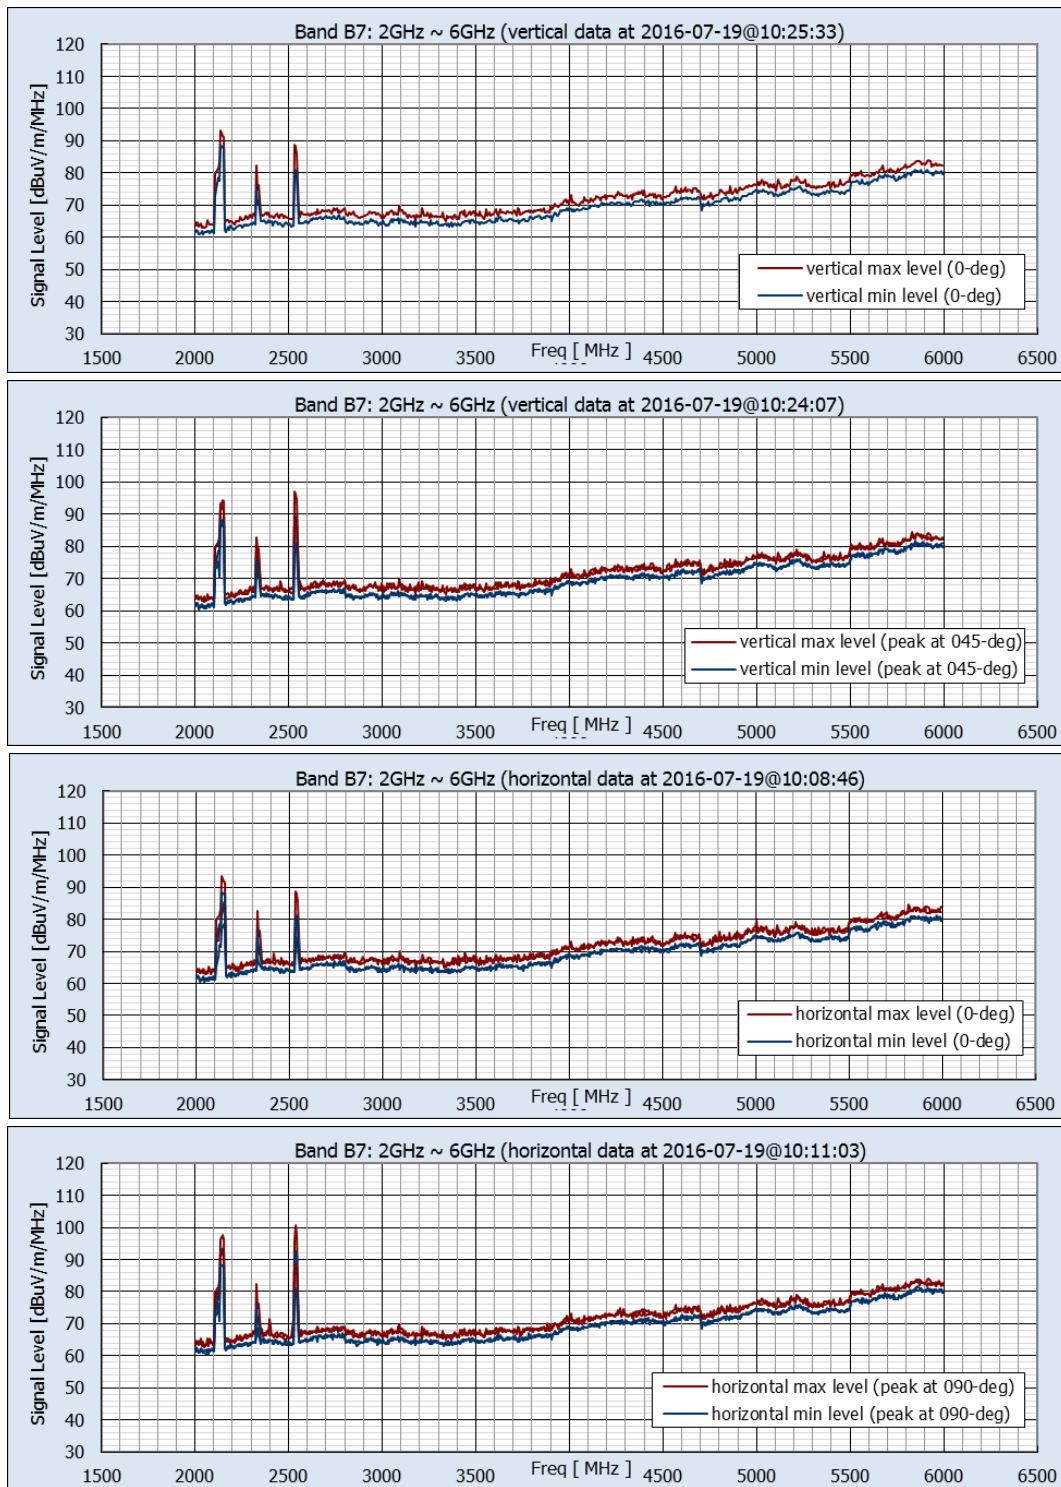 Band B7: 2GHz ~ 6GHz (vertical data at 2016-07-19@10:25:33)
Signal Level [dBuV/m/MHz]
120
110
100
90
80
70
60
50
40
30
vertical max level (0-deg)
vertical min level (0-deg)
1500 2000 2500 3000 3500 4500 5000 5500 6000 6500
Freq [ MHz ]
Band B7: 2GHz ~ 6GHz (vertical data at 2016-07-19@10:24:07)
Signal Level [dBuV/m/MHz]
120
110
100
90
80
70
60
50
40
30
vertical max level (peak at 045-deg)
vertical min level (peak at 045-deg)
1500 2000 2500 3000 3500 4500 5000 5500 6000 6500
Freq [ MHz ]
Band B7: 2GHz ~ 6GHz (horizontal data at 2016-07-19@10:08:46)
Signal Level [dBuV/m/MHz]
120
110
100
90
80
70
60
50
40
30
horizontal max level (0-deg)
horizontal min level (0-deg)
1500 2000 2500 3000 3500 4500 5000 5500 6000 6500
Freq [ MHz ]
Band B7: 2GHz ~ 6GHz (horizontal data at 2016-07-19@10:11:03)
Signal Level [dBuV/m/MHz]
120
110
100
90
80
70
60
50
40
30
horizontal max level (peak at 090-deg)
horizontal min level (peak at 090-deg)
1500 2000 2500 3000 3500 4500 5000 5500 6000 6500
Freq [ MHz ]